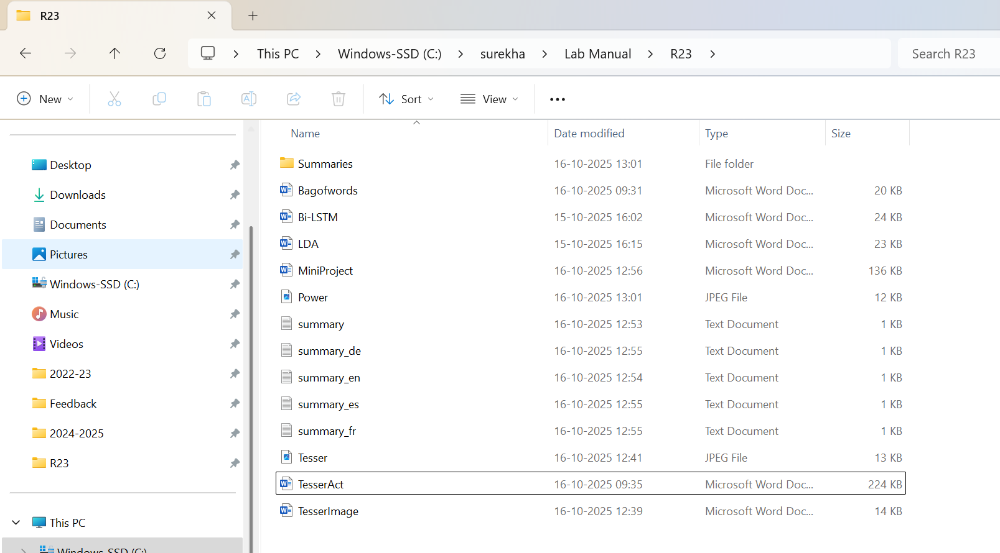 R23
This PC Windows-SSD (C:) surekha Lab Manual R23 Search R23
New Sort View
Name Date modified Type Size
Desktop
Downloads
Documents
Pictures
Windows-SSD (C:)
Music
Videos
2022-23
Feedback
2024-2025
R23
This PC
Windows-SSD (C:)
Summaries 16-10-2025 13:01 File folder
Bagofwords 16-10-2025 09:31 Microsoft Word Doc... 20 KB
Bi-LSTM 15-10-2025 16:02 Microsoft Word Doc... 24 KB
LDA 15-10-2025 16:15 Microsoft Word Doc... 23 KB
MiniProject 16-10-2025 12:56 Microsoft Word Doc... 136 KB
Power 16-10-2025 13:01 JPEG File 12 KB
summary 16-10-2025 12:53 Text Document 1 KB
summary_de 16-10-2025 12:55 Text Document 1 KB
summary_en 16-10-2025 12:54 Text Document 1 KB
summary_es 16-10-2025 12:55 Text Document 1 KB
summary_fr 16-10-2025 12:55 Text Document 1 KB
Tesser 16-10-2025 12:41 JPEG File 13 KB
TesserAct 16-10-2025 09:35 Microsoft Word Doc... 224 KB
TesserImage 16-10-2025 12:39 Microsoft Word Doc... 14 KB